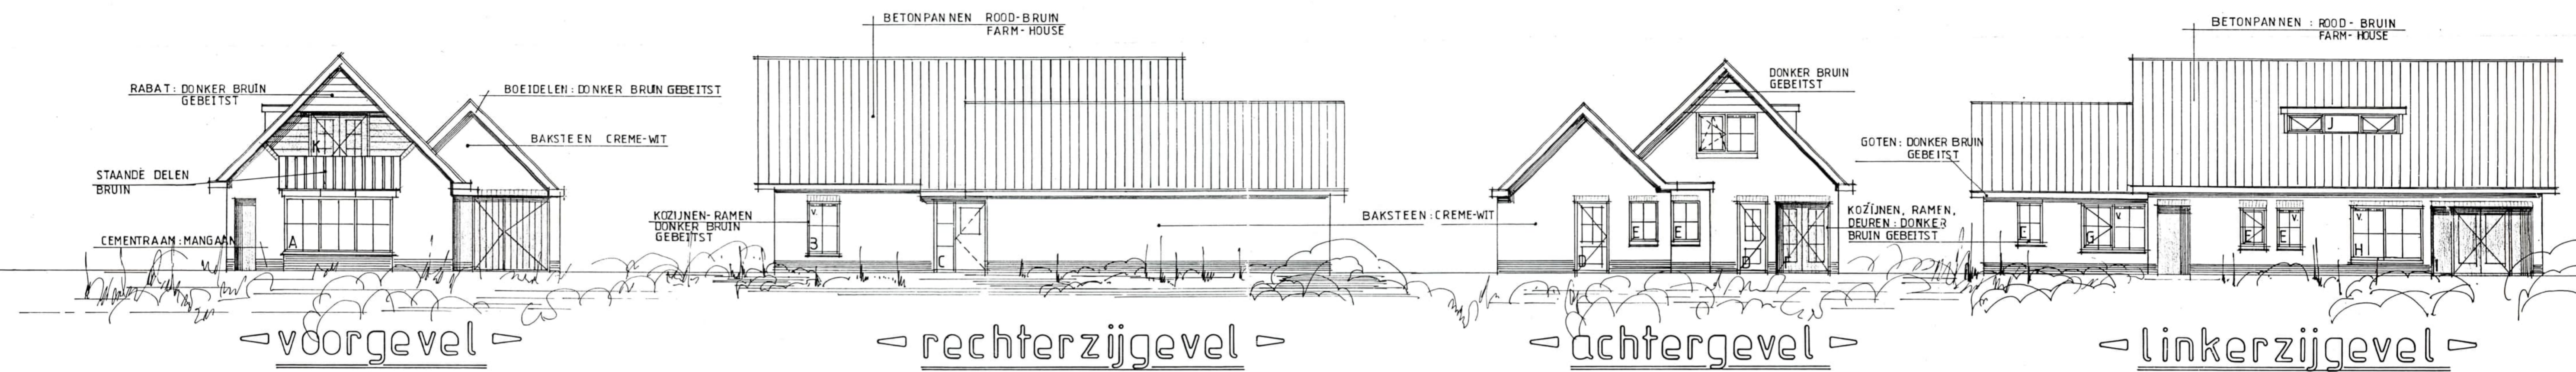 RABAT: DONKER BRUIN
GEBEITST
BOEIDELEN: DONKER BRUIN GEBEITST
BAKSTEEN CREME-WIT
STAANDE DELEN
BRUIN
CEMENTRAAM: MANGAAN
K
A
voorgevel
BETONPANNEN ROOD-BRUIN
FARM-HOUSE
KOZIJNEN-RAMEN
DONKER BRUIN
GEBEITST
V.
B
C
BAKSTEEN: CREME-WIT
rechterzijgevel
DONKER BRUIN
GEBEITST
KOZIJNEN, RAMEN,
DEUREN: DONKER
BRUIN GEBEITST
D
E
E
D
achtergevel
BETONPANNEN: ROOD-BRUIN
FARM-HOUSE
GOTEN: DONKER BRUIN
GEBEITST
J
E
V.
G
E
V.
E
V.
H
linkerzijgevel